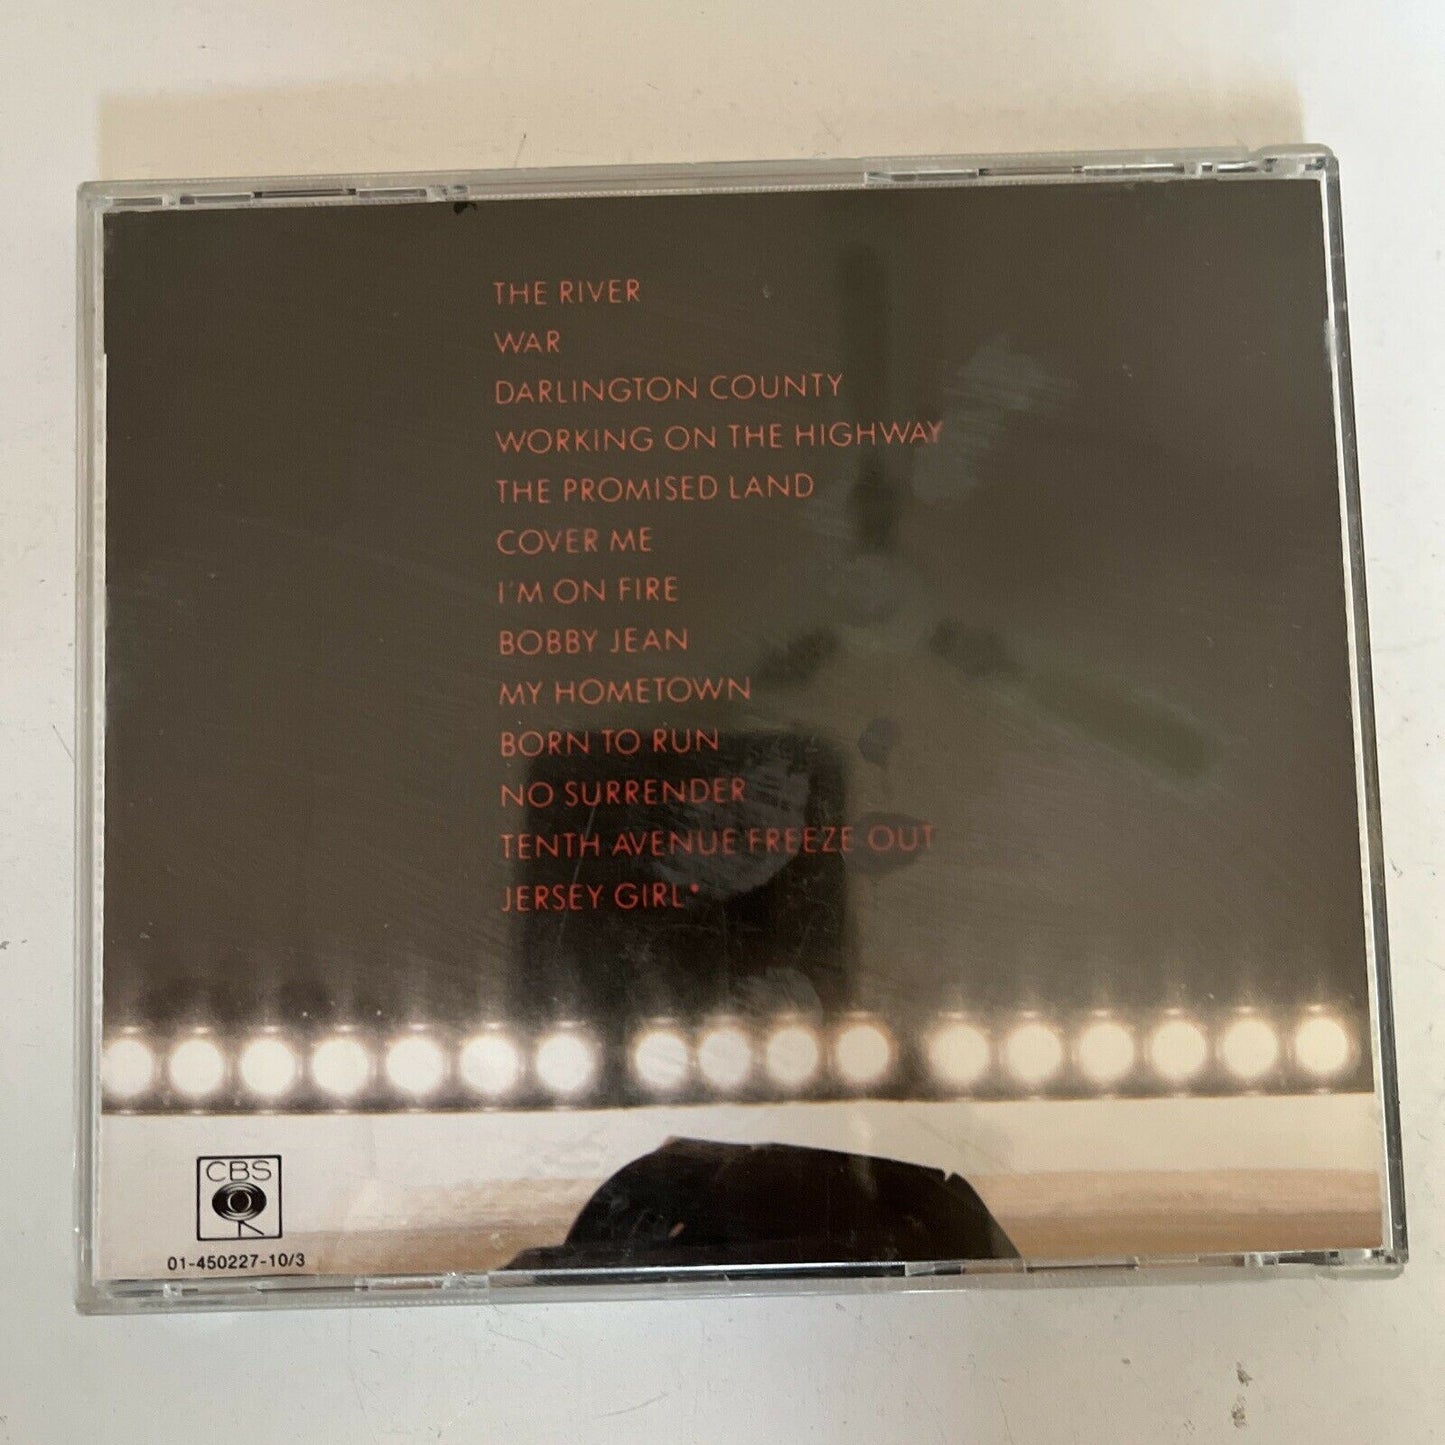 THE RIVER
WAR
DARLINGTON COUNTY
WORKING ON THE HIGHWAY
THE PROMISED LAND
COVER ME
I'M ON FIRE
BOBBY JEAN
MY HOMETOWN
BORN TO RUN
NO SURRENDER
TENTH AVENUE FREEZE OUT
JERSEY GIRL*
CBS
01-450227-10/3